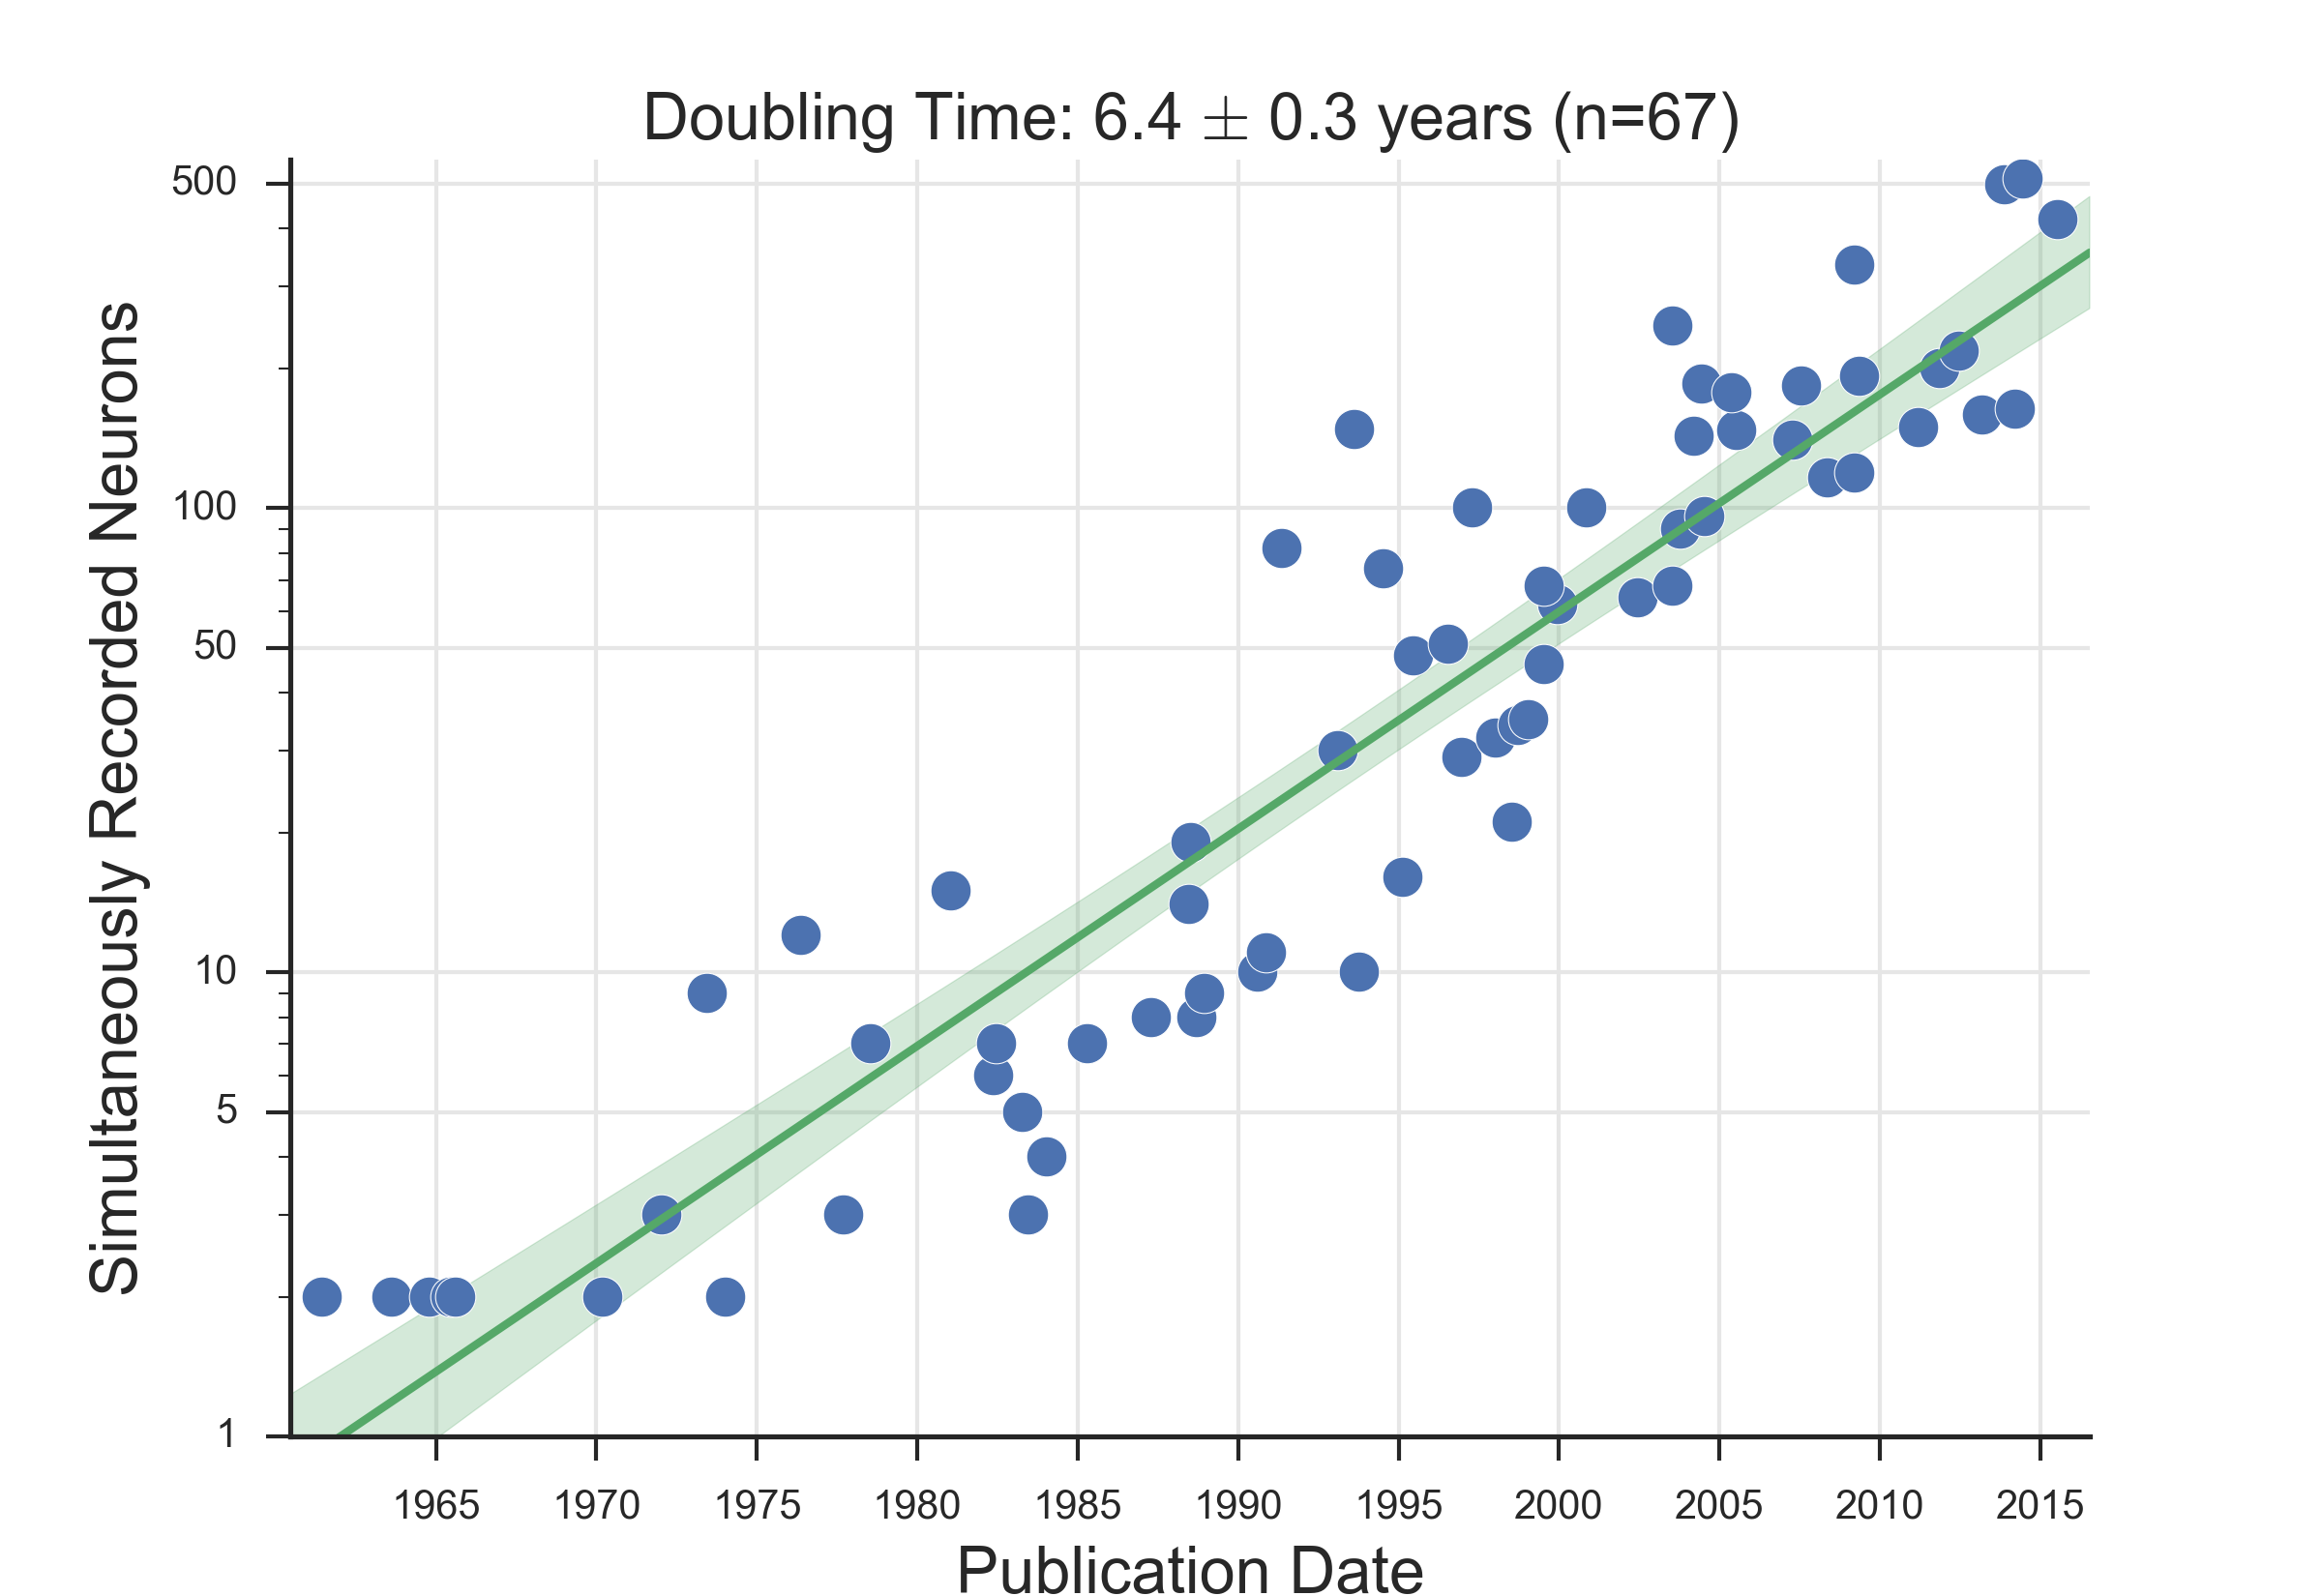 Doubling Time: 6.4 ± 0.3 years (n=67)
Simultaneously Recorded Neurons
500
100
50
10
5
1
1965 1970 1975 1980 1985 1990 1995 2000 2005 2010 2015
Publication Date